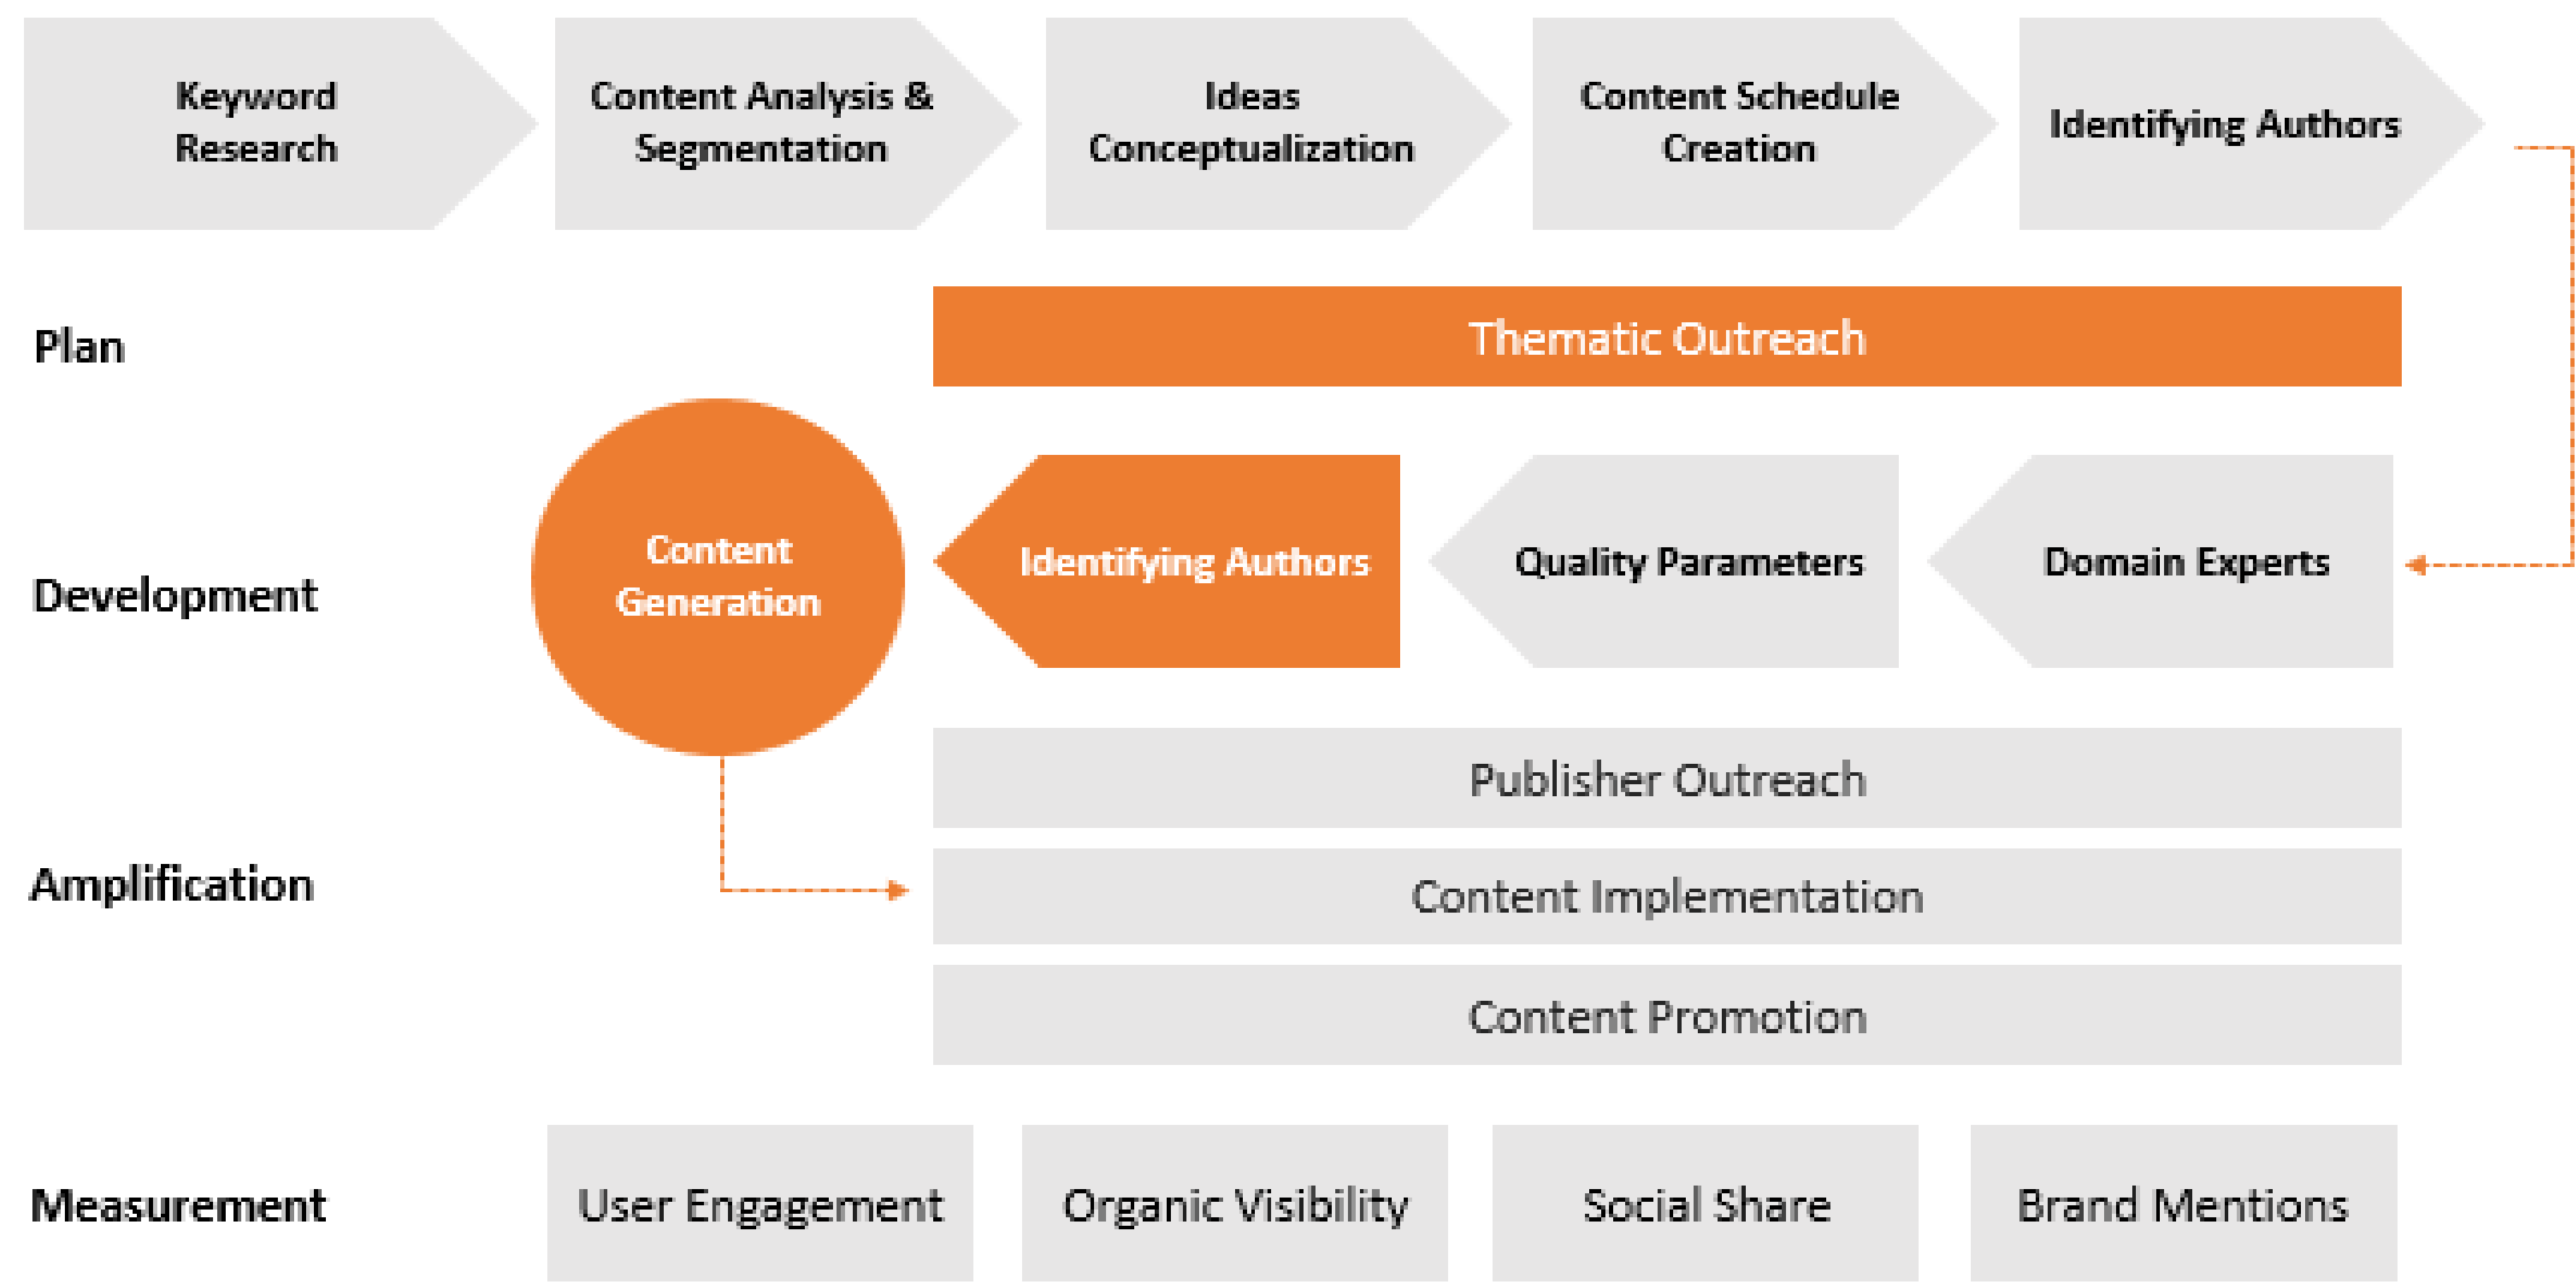 Keyword
Research
Content Analysis &
Segmentation
Ideas
Conceptualization
Content Schedule
Creation
Identifying Authors
Plan
Thematic Outreach
Development
Content
Generation
Identifying Authors
Quality Parameters
Domain Experts
Amplification
Publisher Outreach
Content Implementation
Content Promotion
Measurement
User Engagement
Organic Visibility
Social Share
Brand Mentions